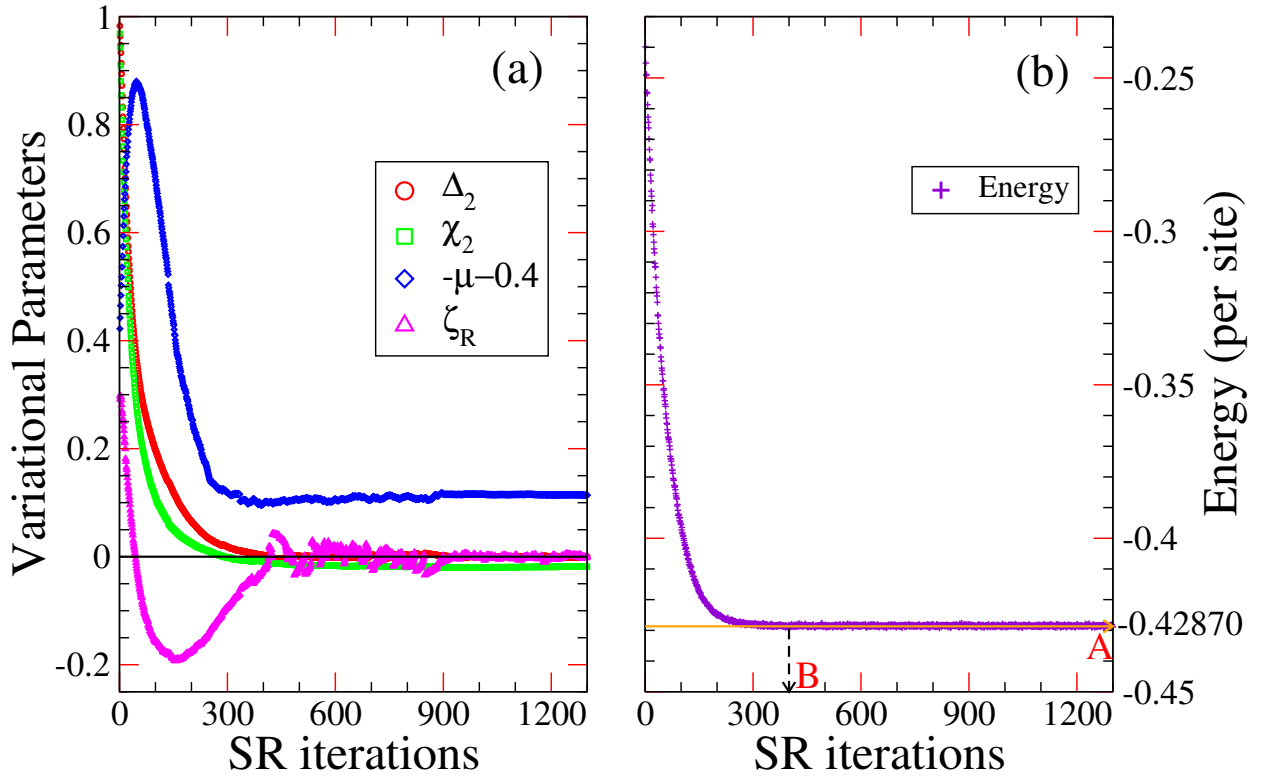 (a)
Variational Parameters
1
0.8
0.6
0.4
0.2
0
-0.2
Δ2
χ2
-μ−0.4
ζR
0 300 600 900 1200
SR iterations
(b)
Energy
-0.25
-0.3
-0.35
-0.4
-0.42870
-0.45
Energy (per site)
A
B
0 300 600 900 1200
SR iterations